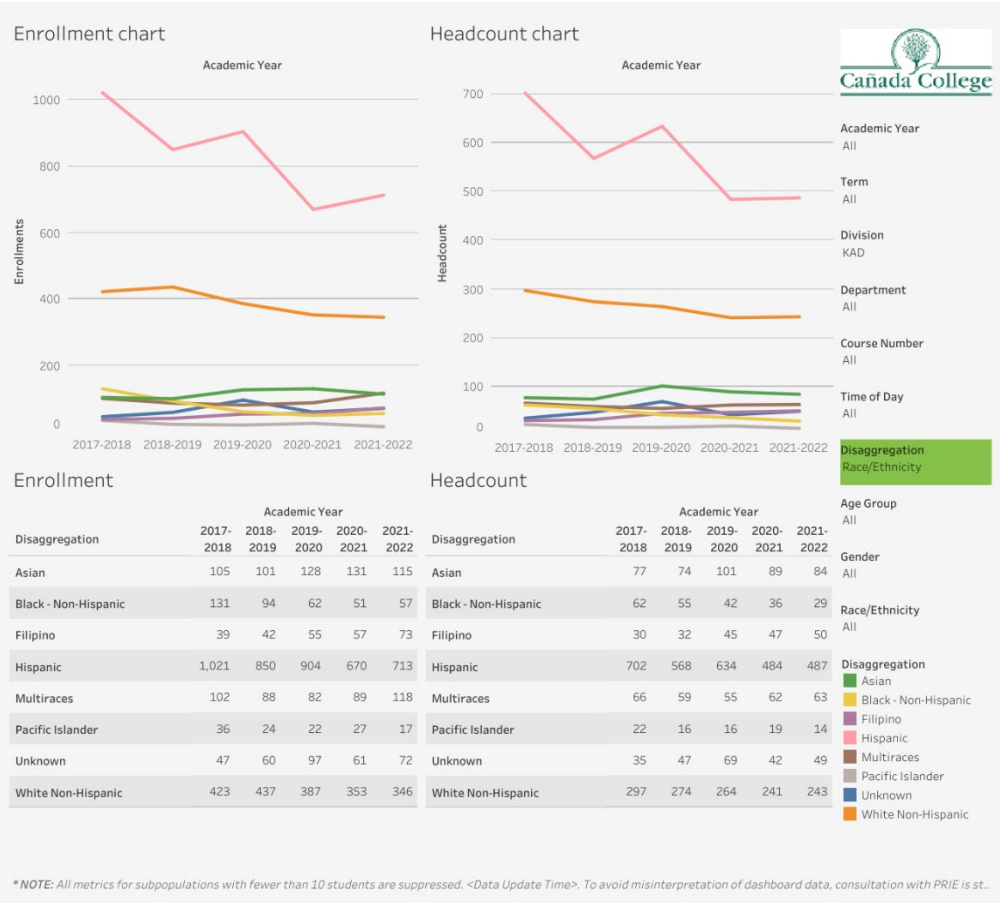 Enrollment chart
Academic Year
Enrollments
1000
800
600
400
200
0
2017-2018 2018-2019 2019-2020 2020-2021 2021-2022
Headcount chart
Academic Year
Headcount
700
600
500
400
300
200
100
0
2017-2018 2018-2019 2019-2020 2020-2021 2021-2022
Enrollment
Academic Year
Disaggregation 2017-2018 2018-2019 2019-2020 2020-2021 2021-2022
Asian 105 101 128 131 115
Black - Non-Hispanic 131 94 62 51 57
Filipino 39 42 55 57 73
Hispanic 1,021 850 904 670 713
Multiraces 102 88 82 89 118
Pacific Islander 36 24 22 27 17
Unknown 47 60 97 61 72
White Non-Hispanic 423 437 387 353 346
Headcount
Academic Year
Disaggregation 2017-2018 2018-2019 2019-2020 2020-2021 2021-2022
Asian 77 74 101 89 84
Black - Non-Hispanic 62 55 42 36 29
Filipino 30 32 45 47 50
Hispanic 702 568 634 484 487
Multiraces 66 59 55 62 63
Pacific Islander 22 16 16 19 14
Unknown 35 47 69 42 49
White Non-Hispanic 297 274 264 241 243
Cañada College
Academic Year
All
Term
All
Division
KAD
Department
All
Course Number
All
Time of Day
All
Disaggregation
Race/Ethnicity
Age Group
All
Gender
All
Race/Ethnicity
All
Disaggregation
Asian
Black - Non-Hispanic
Filipino
Hispanic
Multiraces
Pacific Islander
Unknown
White Non-Hispanic
* NOTE: All metrics for subpopulations with fewer than 10 students are suppressed. <Data Update Time>. To avoid misinterpretation of dashboard data, consultation with PRIE is st..